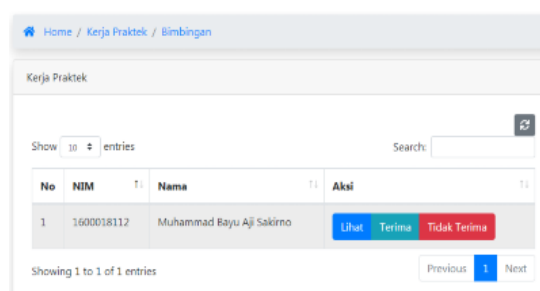 Home / Kerja Praktek / Bimbingan
Kerja Praktek
Show 10 entries
Search:
No NIM Nama Aksi
1 1600018112 Muhammad Bayu Aji Sakirno Lihat Terima Tidak Terima
Showing 1 to 1 of 1 entries
Previous 1 Next